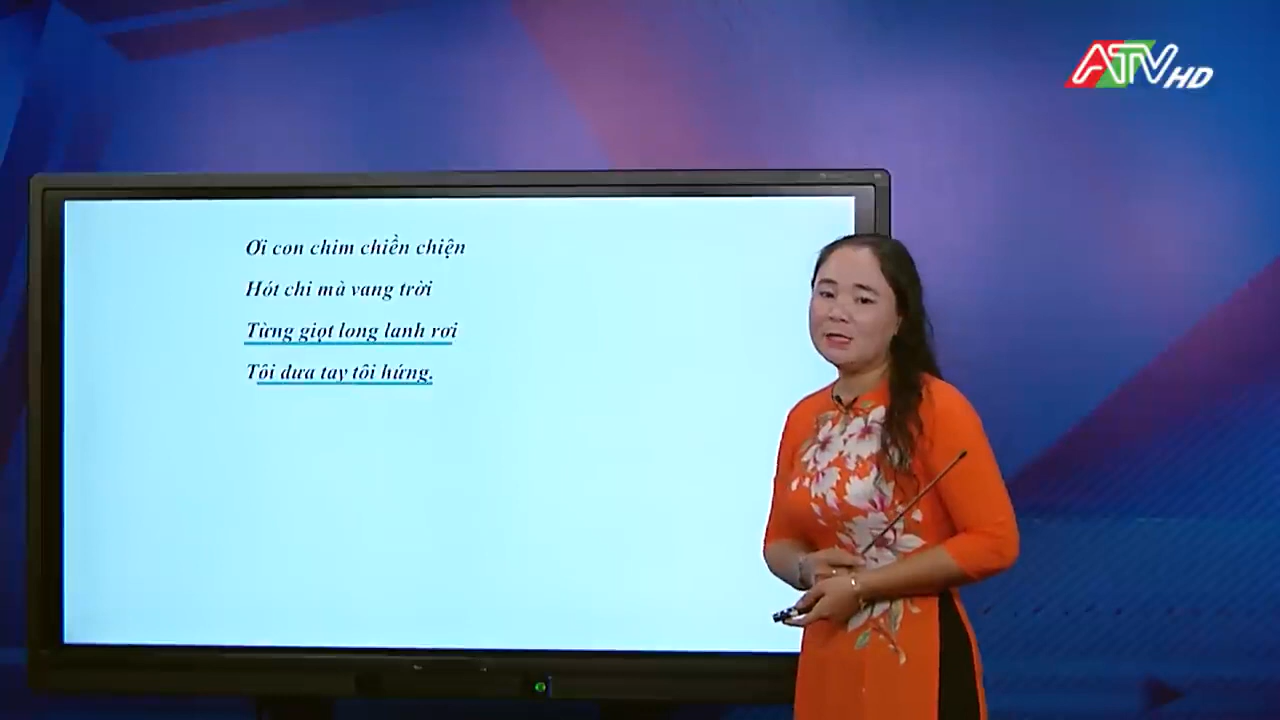 ATV HD
Ơi con chim chiền chiện
Hót chi mà vang trời
Từng giọt long lanh rơi
Tôi đưa tay tôi hứng.